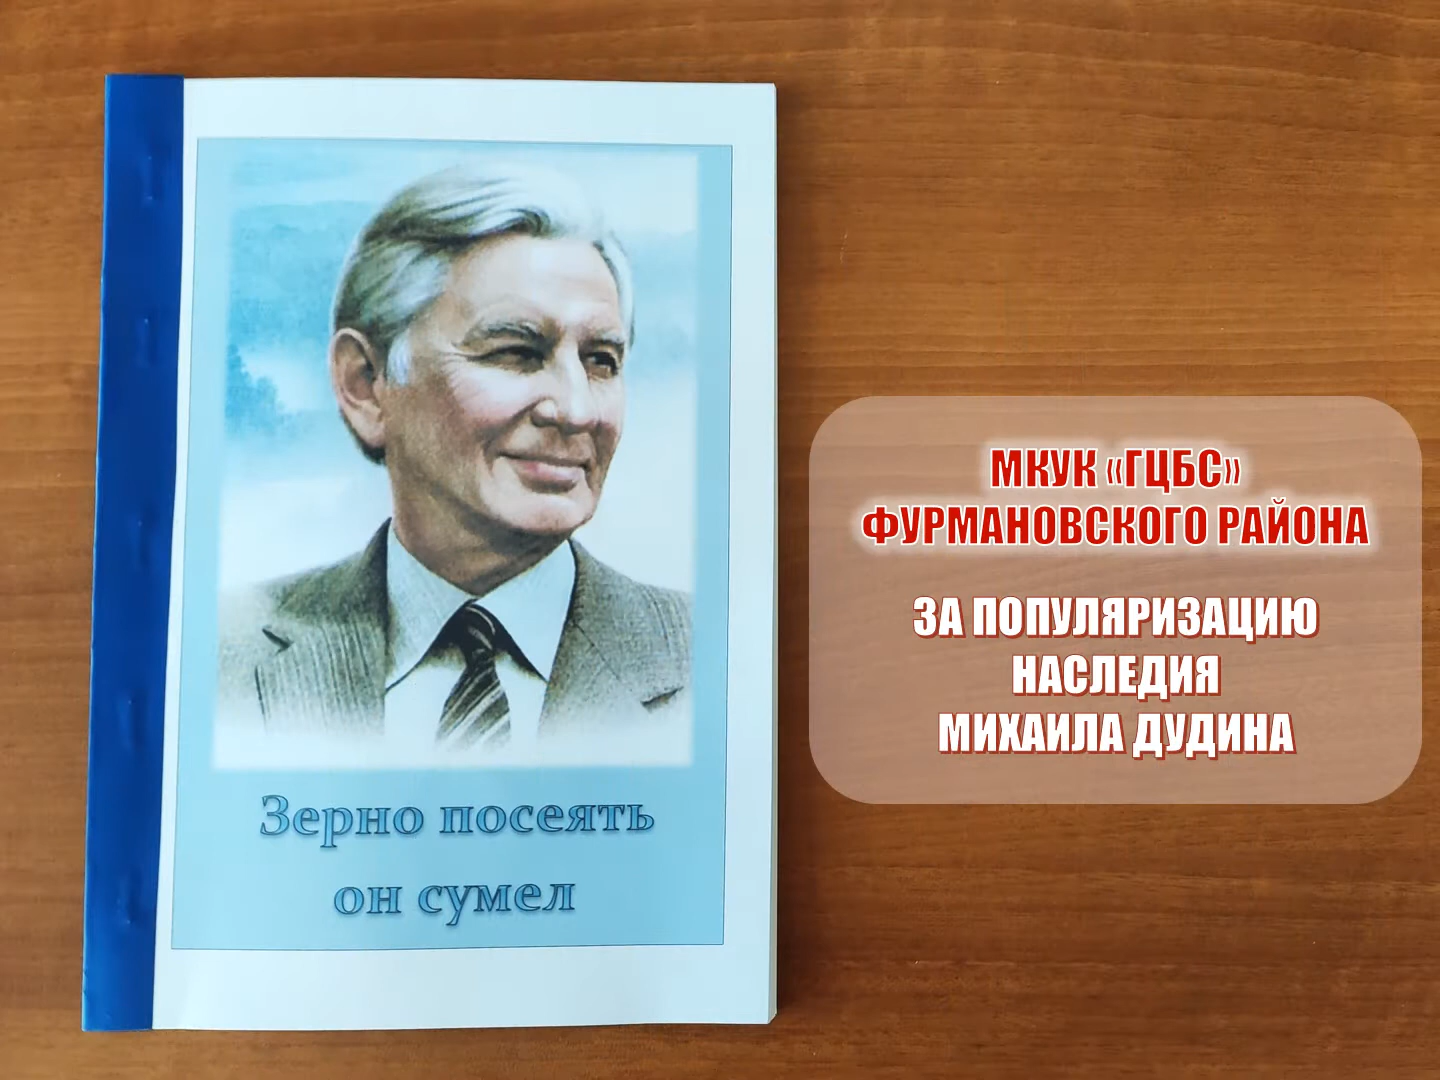 Зерно посеять
он сумел
МКУК «ГЦБС»
ФУРМАНОВСКОГО РАЙОНА
ЗА ПОПУЛЯРИЗАЦИЮ
НАСЛЕДИЯ
МИХАИЛА ДУДИНА